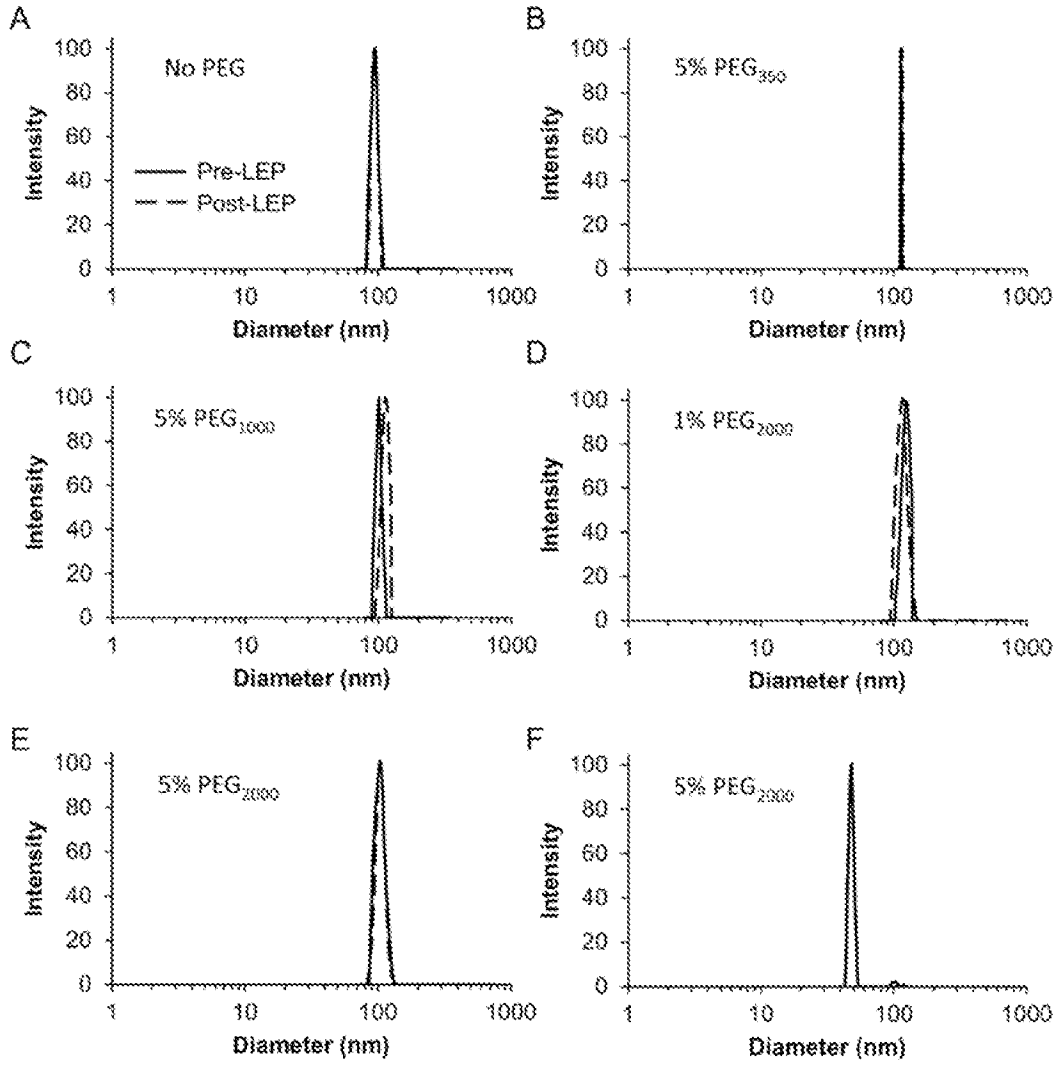 A
No PEG
Pre-LEP
Post-LEP
Intensity
100
80
60
40
20
0
1
10
100
1000
Diameter (nm)
B
5% PEG350
Intensity
100
80
60
40
20
0
1
10
100
1000
Diameter (nm)
C
5% PEG1000
Intensity
100
80
60
40
20
0
1
10
100
1000
Diameter (nm)
D
1% PEG2000
Intensity
100
80
60
40
20
0
1
10
100
1000
Diameter (nm)
E
5% PEG2000
Intensity
100
80
60
40
20
0
1
10
100
1000
Diameter (nm)
F
5% PEG2000
Intensity
100
80
60
40
20
0
1
10
100
1000
Diameter (nm)